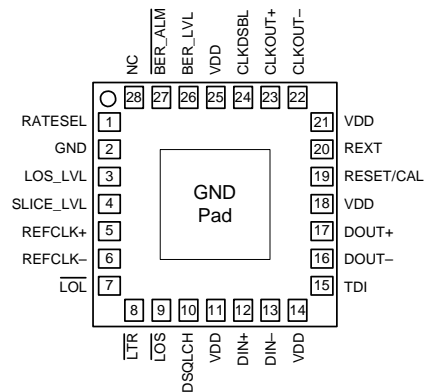 NC
BER_ALM
BER_LVL
VDD
CLKDSBL
CLKOUT+
CLKOUT–
28 27 26 25 24 23 22
RATESEL 1
GND 2
LOS_LVL 3
SLICE_LVL 4
REFCLK+ 5
REFCLK– 6
LOL 7
GND
Pad
21 VDD
20 REXT
19 RESET/CAL
18 VDD
17 DOUT+
16 DOUT–
15 TDI
8 9 10 11 12 13 14
LTR
LOS
DSQLCH
VDD
DIN+
DIN–
VDD